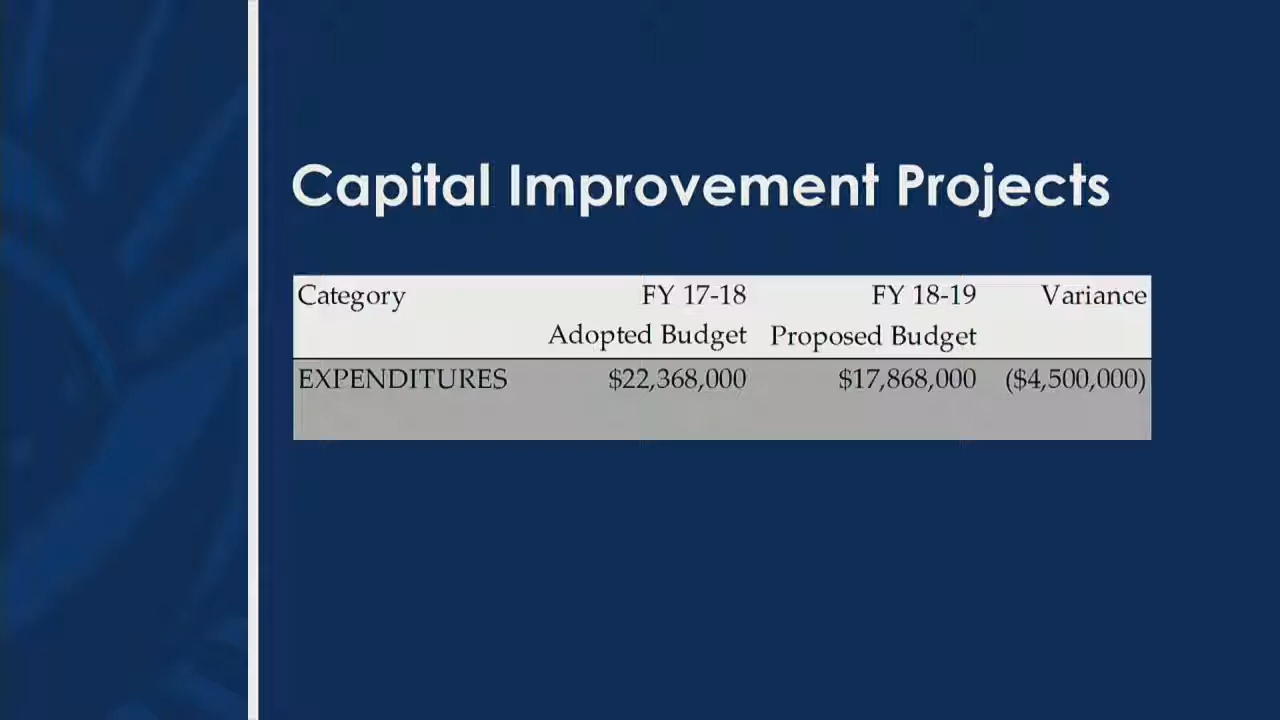 Capital Improvement Projects
Category FY 17-18 FY 18-19 Variance
Adopted Budget Proposed Budget
EXPENDITURES $22,368,000 $17,868,000 ($4,500,000)